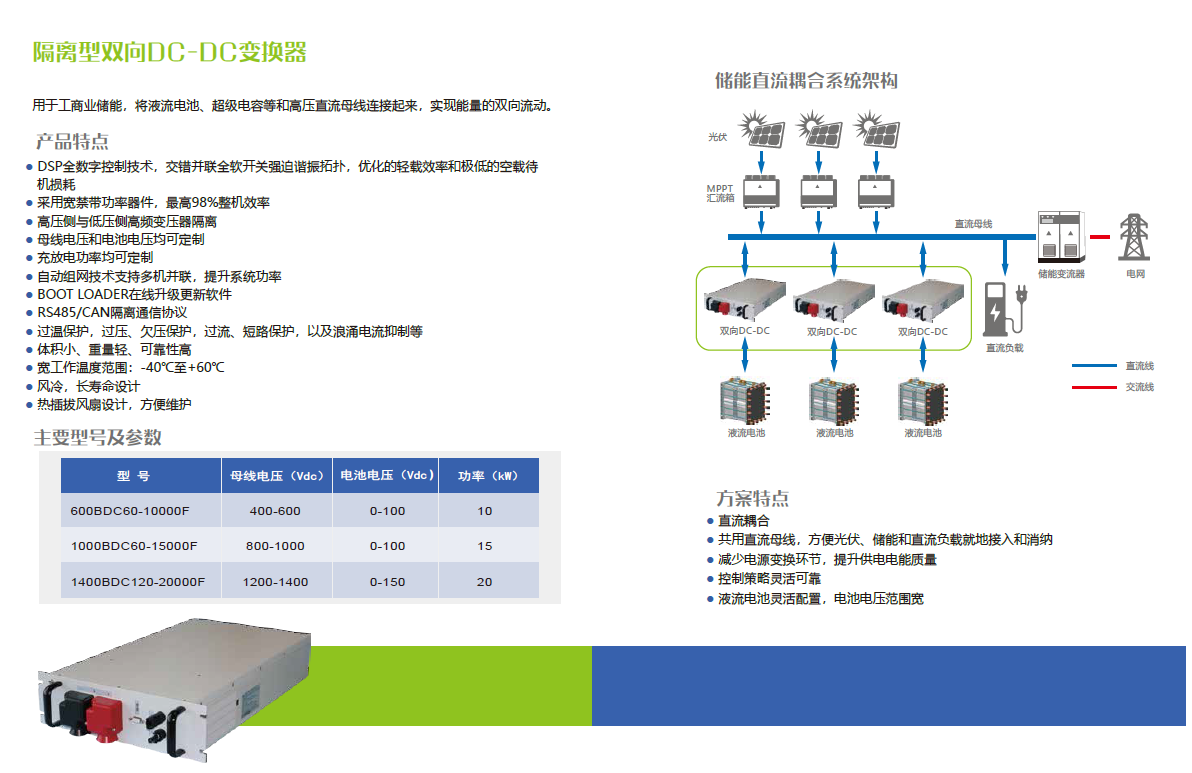 隔离型双向DC-DC变换器
用于工商业储能，将液流电池、超级电容等和高压直流母线连接起来，实现能量的双向流动。
产品特点
DSP全数字控制技术，交错并联全软开关强迫谐振拓扑，优化的轻载效率和极低的空载待
机损耗
采用宽禁带功率器件，最高98%整机效率
高压侧与低压侧高频变压器隔离
母线电压和电池电压均可定制
充放电功率均可定制
自动组网技术支持多机并联，提升系统功率
BOOT LOADER在线升级更新软件
RS485/CAN隔离通信协议
过温保护，过压、欠压保护，过流、短路保护，以及浪涌电流抑制等
体积小、重量轻、可靠性高
宽工作温度范围：-40℃至+60℃
风冷，长寿命设计
热插拔风扇设计，方便维护
主要型号及参数
型 号 母线电压（Vdc） 电池电压（Vdc) 功率（kW）
600BDC60-10000F 400-600 0-100 10
1000BDC60-15000F 800-1000 0-100 15
1400BDC120-20000F 1200-1400 0-150 20
储能直流耦合系统架构
光伏
MPPT
汇流箱
直流母线
储能变流器 电网
双向DC-DC 双向DC-DC 双向DC-DC
直流负载
直流线
交流线
液流电池 液流电池 液流电池
方案特点
直流耦合
共用直流母线，方便光伏、储能和直流负载就地接入和消纳
减少电源变换环节，提升供电电能质量
控制策略灵活可靠
液流电池灵活配置，电池电压范围宽